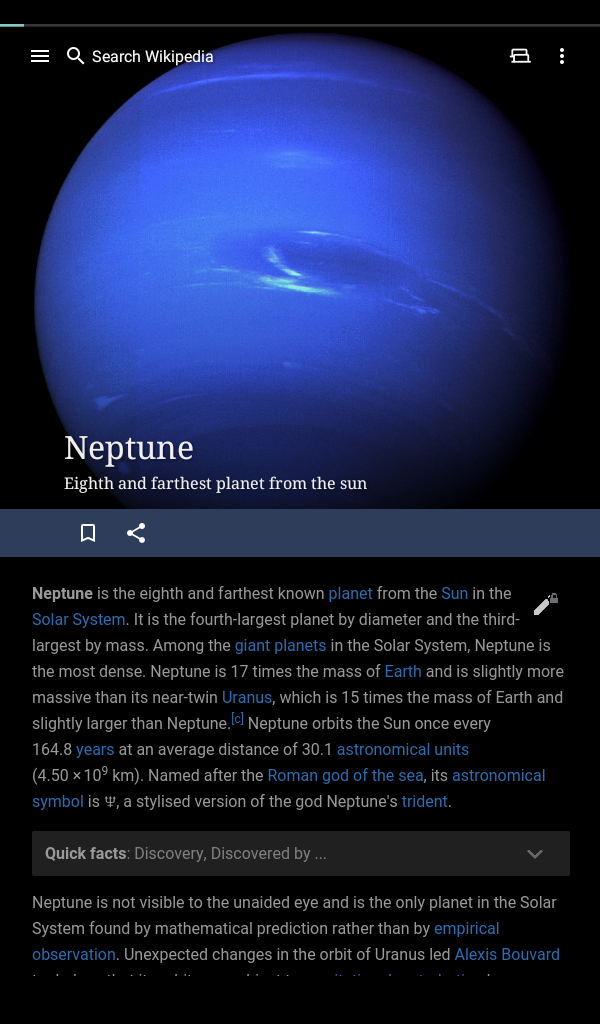 Search Wikipedia
Neptune
Eighth and farthest planet from the sun
Neptune is the eighth and farthest known planet from the Sun in the
Solar System. It is the fourth-largest planet by diameter and the third-
largest by mass. Among the giant planets in the Solar System, Neptune is
the most dense. Neptune is 17 times the mass of Earth and is slightly more
massive than its near-twin Uranus, which is 15 times the mass of Earth and
slightly larger than Neptune.[c] Neptune orbits the Sun once every
164.8 years at an average distance of 30.1 astronomical units
(4.50 × 10⁹ km). Named after the Roman god of the sea, its astronomical
symbol is ♆, a stylised version of the god Neptune's trident.
Quick facts: Discovery, Discovered by ...
Neptune is not visible to the unaided eye and is the only planet in the Solar
System found by mathematical prediction rather than by empirical
observation. Unexpected changes in the orbit of Uranus led Alexis Bouvard